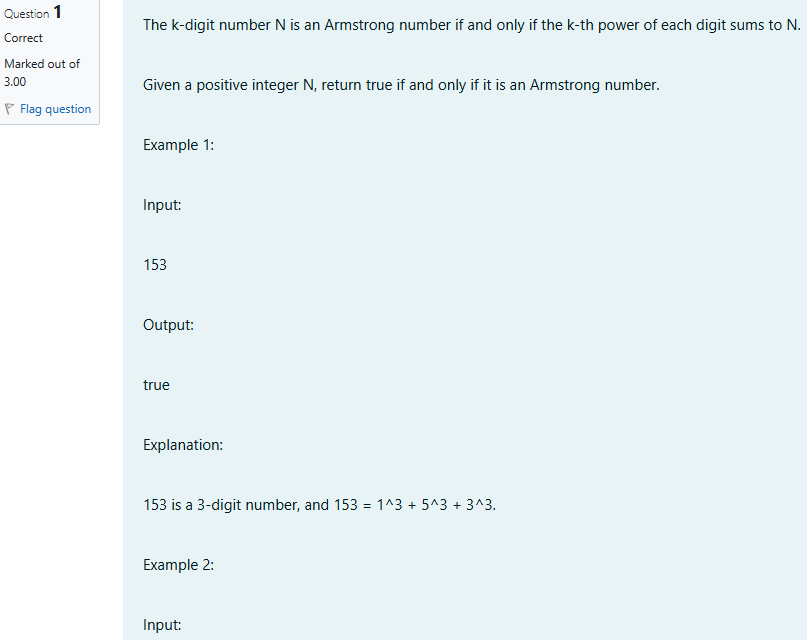 Question 1
Correct
Marked out of
3.00
Flag question
The k-digit number N is an Armstrong number if and only if the k-th power of each digit sums to N.
Given a positive integer N, return true if and only if it is an Armstrong number.
Example 1:
Input:
153
Output:
true
Explanation:
153 is a 3-digit number, and 153 = 1^3 + 5^3 + 3^3.
Example 2:
Input: